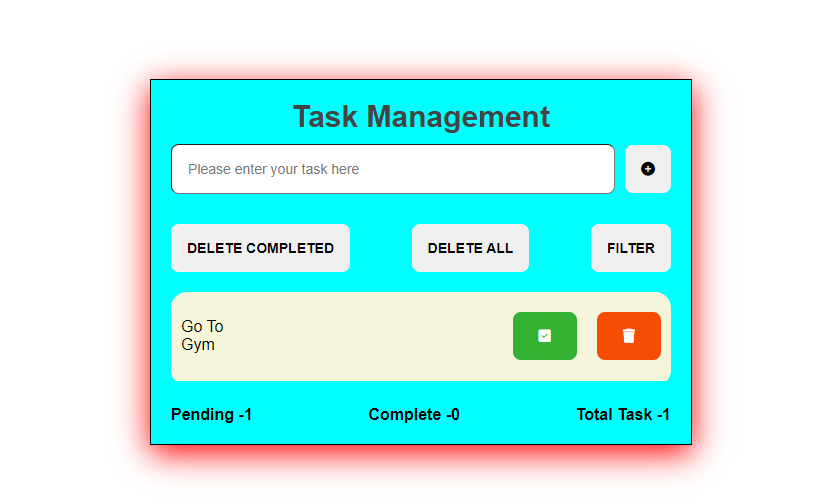 Task Management
Please enter your task here
DELETE COMPLETED DELETE ALL FILTER
Go To
Gym
Pending -1 Complete -0 Total Task -1